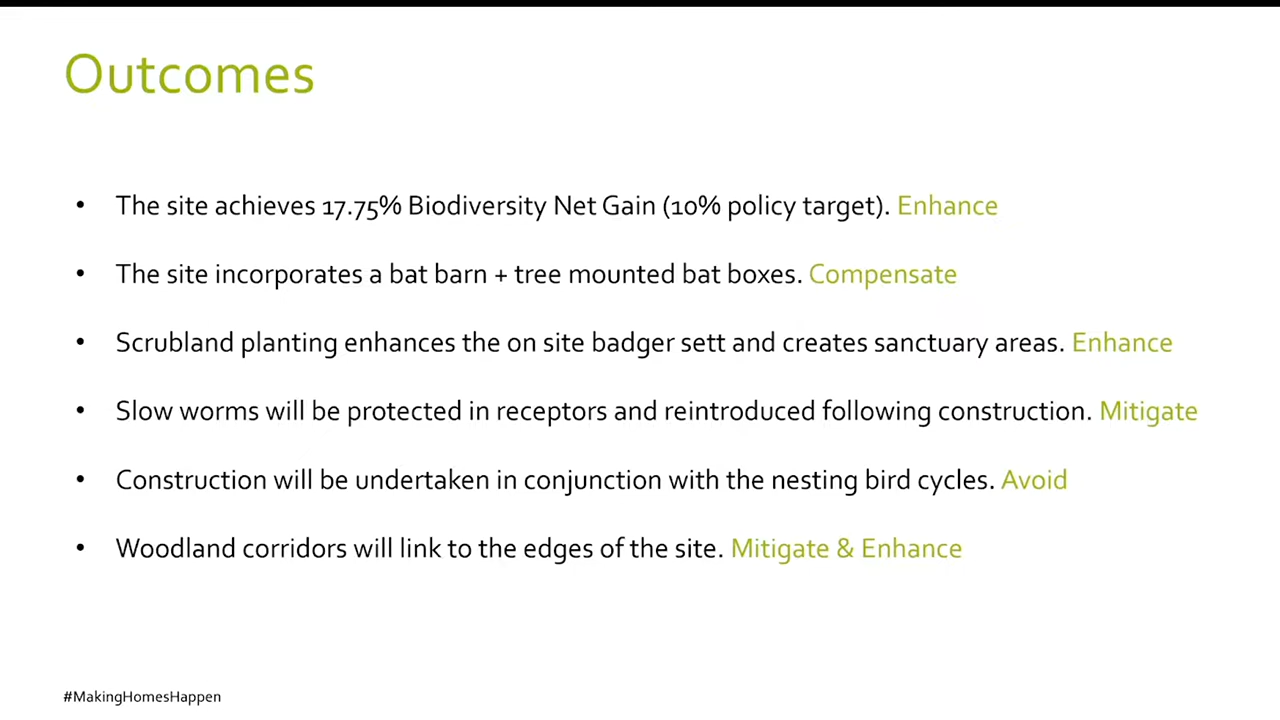 Outcomes
• The site achieves 17.75% Biodiversity Net Gain (10% policy target). Enhance
• The site incorporates a bat barn + tree mounted bat boxes. Compensate
• Scrubland planting enhances the on site badger sett and creates sanctuary areas. Enhance
• Slow worms will be protected in receptors and reintroduced following construction. Mitigate
• Construction will be undertaken in conjunction with the nesting bird cycles. Avoid
• Woodland corridors will link to the edges of the site. Mitigate & Enhance
#MakingHomesHappen